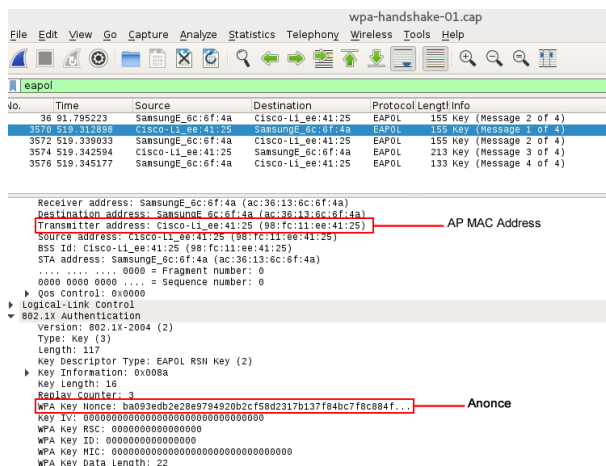 wpa-handshake-01.cap
File Edit View Go Capture Analyze Statistics Telephony Wireless Tools Help
eapol
No. Time Source Destination Protocol Length Info
36 91.795223 SamsungE_6c:6f:4a Cisco-Li_ee:41:25 EAPOL 155 Key (Message 2 of 4)
3570 519.312898 Cisco-Li_ee:41:25 SamsungE_6c:6f:4a EAPOL 155 Key (Message 1 of 4)
3572 519.339033 SamsungE_6c:6f:4a Cisco-Li_ee:41:25 EAPOL 155 Key (Message 2 of 4)
3574 519.342594 Cisco-Li_ee:41:25 SamsungE_6c:6f:4a EAPOL 213 Key (Message 3 of 4)
3576 519.345177 SamsungE_6c:6f:4a Cisco-Li_ee:41:25 EAPOL 133 Key (Message 4 of 4)
Receiver address: SamsungE_6c:6f:4a (ac:36:13:6c:6f:4a)
Destination address: SamsungE_6c:6f:4a (ac:36:13:6c:6f:4a)
Transmitter address: Cisco-Li_ee:41:25 (98:fc:11:ee:41:25)
AP MAC Address
Source address: Cisco-Li_ee:41:25 (98:fc:11:ee:41:25)
BSS Id: Cisco-Li_ee:41:25 (98:fc:11:ee:41:25)
STA address: SamsungE_6c:6f:4a (ac:36:13:6c:6f:4a)
.... .... .... 0000 = Fragment number: 0
0000 0000 0000 .... = Sequence number: 0
Qos Control: 0x0000
Logical-Link Control
802.1X Authentication
Version: 802.1X-2004 (2)
Type: Key (3)
Length: 117
Key Descriptor Type: EAPOL RSN Key (2)
Key Information: 0x008a
Key Length: 16
Replay Counter: 3
WPA Key Nonce: ba093edb2e28e9794920b2cf58d2317b137f84bc7f8c884f...
Anonce
Key IV: 00000000000000000000000000000000
WPA Key RSC: 0000000000000000
WPA Key ID: 0000000000000000
WPA Key MIC: 00000000000000000000000000000000
WPA Key Data Length: 22